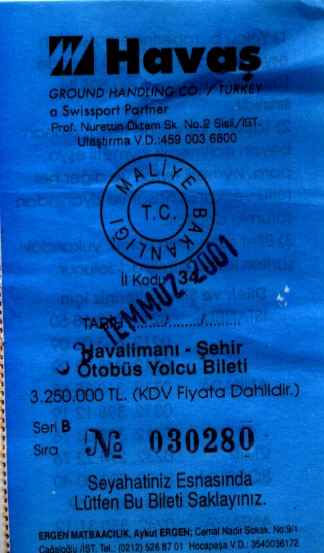 Havaş
GROUND HANDLING CO. / TURKEY
a Swissport Partner
Prof. Nurettin Öktem Sk. No.2 Sisli/IST.
Ulaştırma V.D.:459 003 6800
MALİYE BAKANLIĞI
T.C.
İl Kodu 34
TEMMUZ 2001
TARİH ....../......./.........
Havalimanı - Şehir
Otobüs Yolcu Bileti
3.250.000 TL. (KDV Fiyata Dahildir.)
Seri B
Sıra № 030280
Seyahatiniz Esnasında
Lütfen Bu Bileti Saklayınız.
ERGEN MATBAACILIK, Aykut ERGEN; Cemal Nadir Sokak, No:9/1
Cağaloğlu /IST. Tel.: (0212) 526 87 01 Hocapaşa V.D.: 3540036172